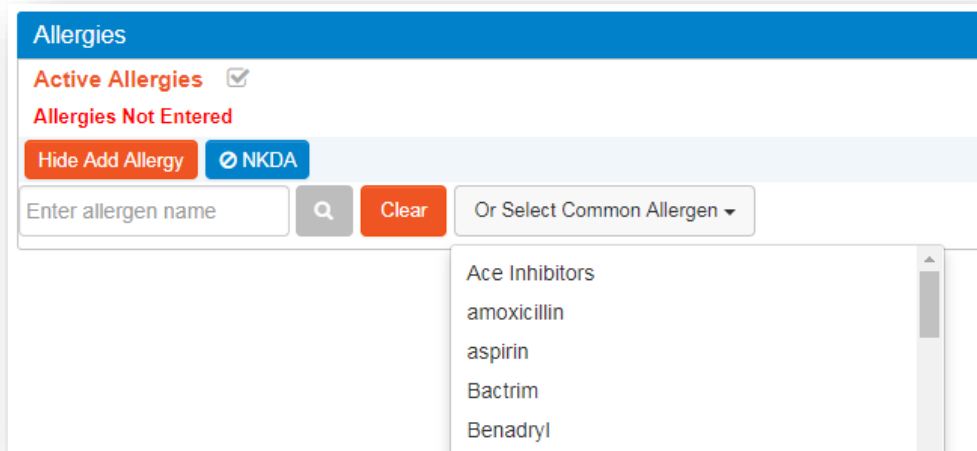 Allergies
Active Allergies
Allergies Not Entered
Hide Add Allergy NKDA
Enter allergen name Clear Or Select Common Allergen
Ace Inhibitors
amoxicillin
aspirin
Bactrim
Benadryl